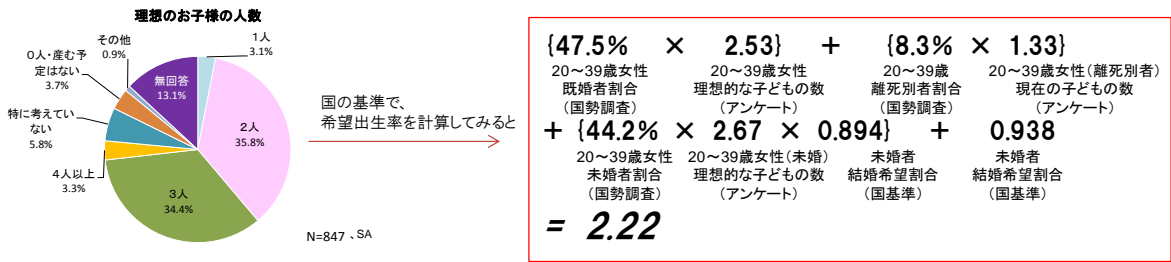 理想のお子様の人数
1人
3.1%
2人
35.8%
3人
34.4%
4人以上
3.3%
特に考えてい
ない
5.8%
0人・産む予
定はない
3.7%
その他
0.9%
無回答
13.1%
N=847 、SA
国の基準で、
希望出生率を計算してみると
{47.5% × 2.53} + {8.3% × 1.33}
20～39歳女性 20～39歳女性 20～39歳 20～39歳女性(離死別者)
既婚者割合 理想的な子どもの数 離死別者割合 現在の子どもの数
(国勢調査) (アンケート) (国勢調査) (アンケート)
+ {44.2% × 2.67 × 0.894} + 0.938
20～39歳女性 20～39歳女性(未婚) 未婚者 未婚者
未婚者割合 理想的な子どもの数 結婚希望割合 結婚希望割合
(国勢調査) (アンケート) (国基準) (国基準)
= 2.22